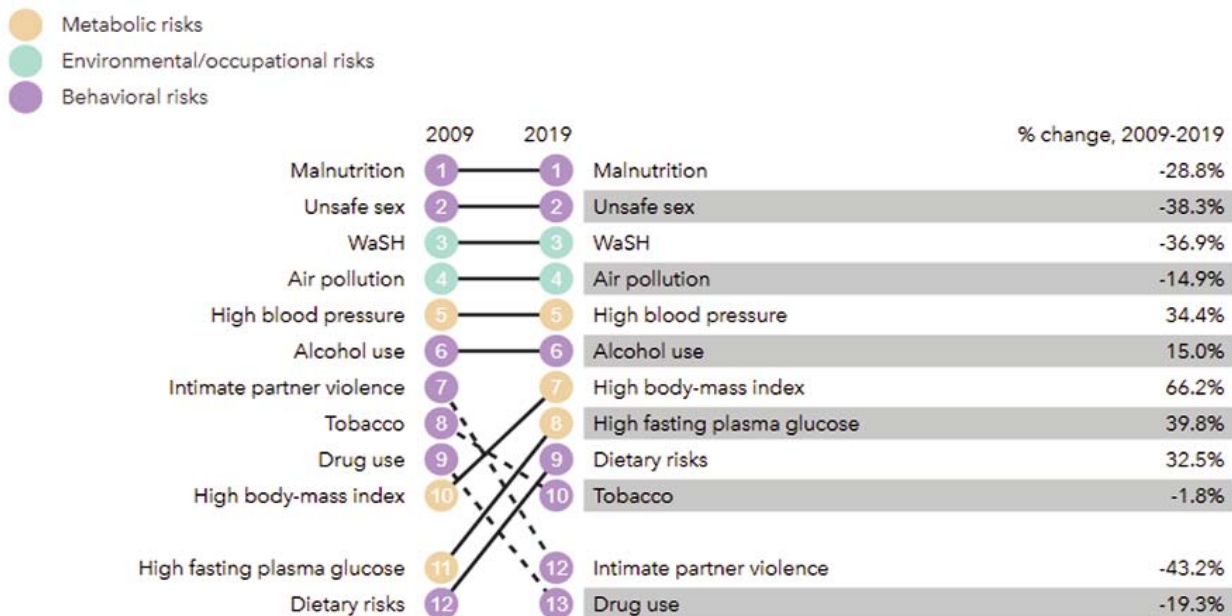 Metabolic risks
Environmental/occupational risks
Behavioral risks
2009 2019 % change, 2009-2019
Malnutrition 1 1 Malnutrition -28.8%
Unsafe sex 2 2 Unsafe sex -38.3%
WaSH 3 3 WaSH -36.9%
Air pollution 4 4 Air pollution -14.9%
High blood pressure 5 5 High blood pressure 34.4%
Alcohol use 6 6 Alcohol use 15.0%
Intimate partner violence 7 7 High body-mass index 66.2%
Tobacco 8 8 High fasting plasma glucose 39.8%
Drug use 9 9 Dietary risks 32.5%
High body-mass index 10 10 Tobacco -1.8%
High fasting plasma glucose 11 12 Intimate partner violence -43.2%
Dietary risks 12 13 Drug use -19.3%